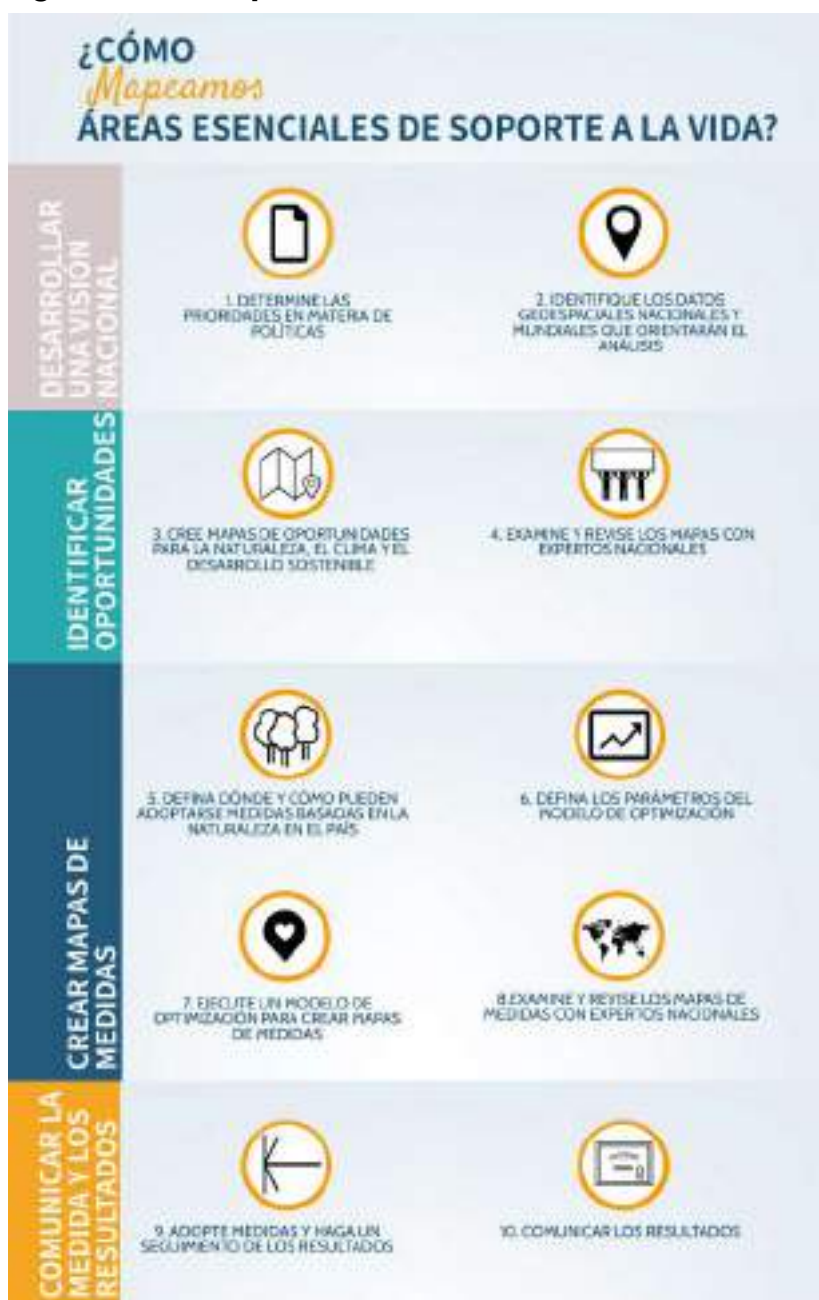 ¿CÓMO
Mapeamos
ÁREAS ESENCIALES DE SOPORTE A LA VIDA?
DESARROLLAR
UNA VISIÓN
NACIONAL
1. DETERMINE LAS
PRIORIDADES EN MATERIA DE
POLÍTICAS
2. IDENTIFIQUE LOS DATOS
GEOESPACIALES NACIONALES Y
MUNDIALES QUE ORIENTARÁN EL
ANÁLISIS
IDENTIFICAR
OPORTUNIDADES
3. CREE MAPAS DE OPORTUNIDADES
PARA LA NATURALEZA, EL CLIMA Y EL
DESARROLLO SOSTENIBLE
4. EXAMINE Y REVISE LOS MAPAS CON
EXPERTOS NACIONALES
CREAR MAPAS DE
MEDIDAS
5. DEFINA DÓNDE Y CÓMO PUEDEN
ADOPTARSE MEDIDAS BASADAS EN LA
NATURALEZA EN EL PAÍS
6. DEFINA LOS PARÁMETROS DEL
MODELO DE OPTIMIZACIÓN
7. EJECUTE UN MODELO DE
OPTIMIZACIÓN PARA CREAR MAPAS
DE MEDIDAS
8.EXAMINE Y REVISE LOS MAPAS DE
MEDIDAS CON EXPERTOS NACIONALES
COMUNICAR LA
MEDIDA Y LOS
RESULTADOS
9. ADOPTE MEDIDAS Y HAGA UN
SEGUIMIENTO DE LOS RESULTADOS
10. COMUNICAR LOS RESULTADOS